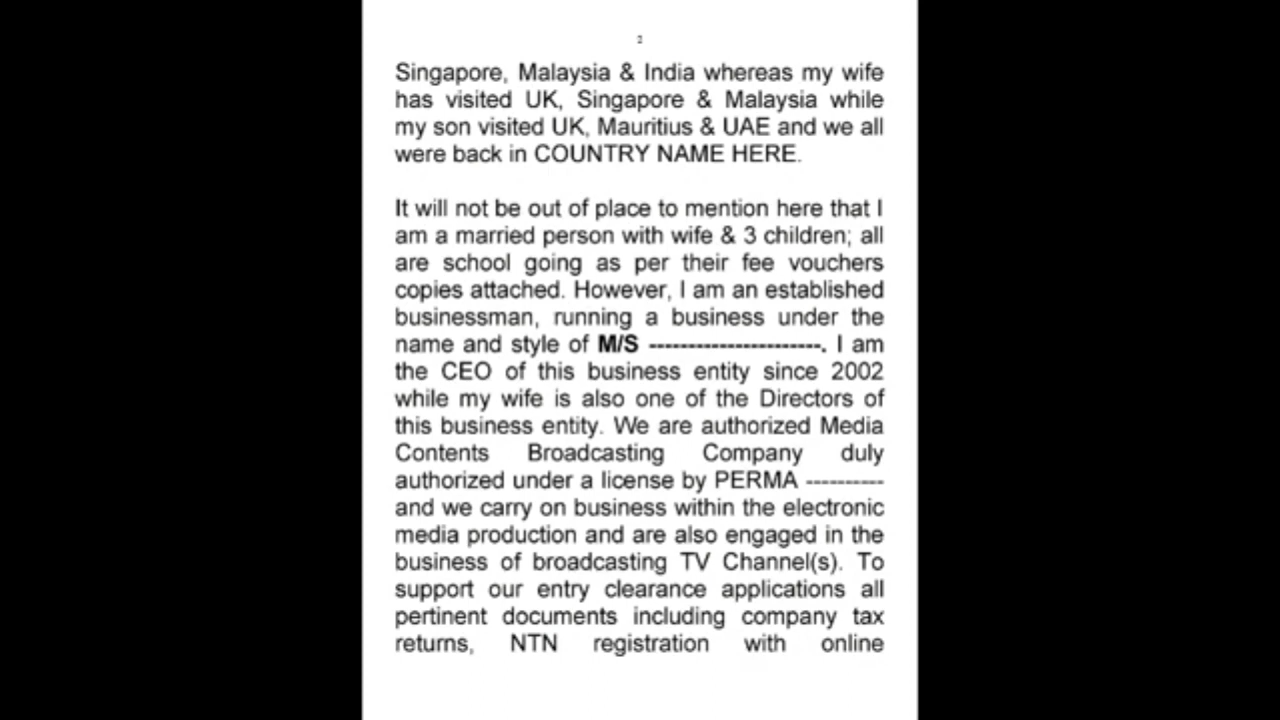 2
Singapore, Malaysia & India whereas my wife
has visited UK, Singapore & Malaysia while
my son visited UK, Mauritius & UAE and we all
were back in COUNTRY NAME HERE.
It will not be out of place to mention here that I
am a married person with wife & 3 children; all
are school going as per their fee vouchers
copies attached. However, I am an established
businessman, running a business under the
name and style of M/S ----------------------. I am
the CEO of this business entity since 2002
while my wife is also one of the Directors of
this business entity. We are authorized Media
Contents Broadcasting Company duly
authorized under a license by PERMA ----------
and we carry on business within the electronic
media production and are also engaged in the
business of broadcasting TV Channel(s). To
support our entry clearance applications all
pertinent documents including company tax
returns, NTN registration with online